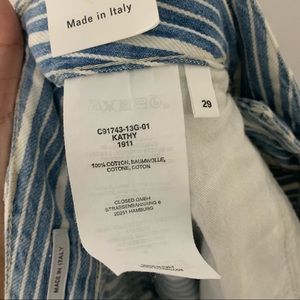 Made in Italy
29
C91743-13G-01
KATHY
1911
100% COTTON, BAUMWOLLE,
COTONE, COTON
CLOSED GMBH
20251 HAMBURG
MADE IN ITALY